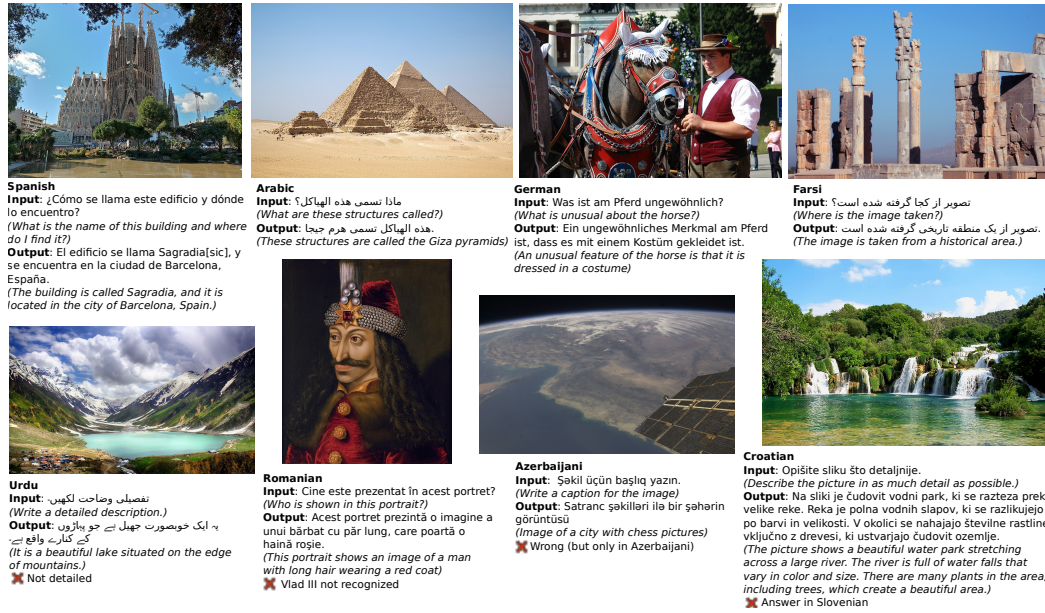 Spanish
Input: ¿Cómo se llama este edificio y dónde
lo encuentro?
(What is the name of this building and where
do I find it?)
Output: El edificio se llama Sagradia[sic], y
se encuentra en la ciudad de Barcelona,
España.
(The building is called Sagradia, and it is
located in the city of Barcelona, Spain.)
Arabic
Input: ماذا تسمى هذه الهياكل؟
(What are these structures called?)
Output: هذه الهياكل تسمى هرم جيجا.
(These structures are called the Giza pyramids)
German
Input: Was ist am Pferd ungewöhnlich?
(What is unusual about the horse?)
Output: Ein ungewöhnliches Merkmal am Pferd
ist, dass es mit einem Kostüm gekleidet ist.
(An unusual feature of the horse is that it is
dressed in a costume)
Farsi
Input: تصویر از کجا گرفته شده است؟
(Where is the image taken?)
Output: تصویر از یک منطقه تاریخی گرفته شده است.
(The image is taken from a historical area.)
Urdu
Input: تفصیلی وضاحت لکھیں۔
(Write a detailed description.)
Output: یہ ایک خوبصورت جھیل ہے جو پہاڑوں
کے کنارے واقع ہے۔
(It is a beautiful lake situated on the edge
of mountains.)
❌ Not detailed
Romanian
Input: Cine este prezentat în acest portret?
(Who is shown in this portrait?)
Output: Acest portret prezintă o imagine a
unui bărbat cu păr lung, care poartă o
haină roșie.
(This portrait shows an image of a man
with long hair wearing a red coat)
❌ Vlad III not recognized
Azerbaijani
Input: Şəkil üçün başlıq yazın.
(Write a caption for the image)
Output: Satranc şəkilləri ilə bir şəhərin
görüntüsü
(Image of a city with chess pictures)
❌ Wrong (but only in Azerbaijani)
Croatian
Input: Opišite sliku što detaljnije.
(Describe the picture in as much detail as possible.)
Output: Na sliki je čudovit vodni park, ki se razteza prek
velike reke. Reka je polna vodnih slapov, ki se razlikujejo
po barvi in velikosti. V okolici se nahajajo številne rastline
vključno z drevesi, ki ustvarjajo čudovit ozemlje.
(The picture shows a beautiful water park stretching
across a large river. The river is full of water falls that
vary in color and size. There are many plants in the area,
including trees, which create a beautiful area.)
❌ Answer in Slovenian